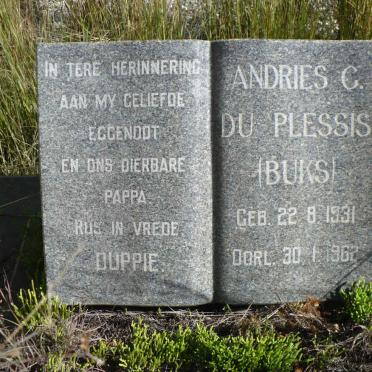 IN TERE HERINNERING
AAN MY GELIEFDE
EGGENOOT
EN ONS DIERBARE
PAPPA
RUS IN VREDE
DUPPIE.
ANDRIES C.
DU PLESSIS
(BUKS)
GEB. 22·8·1931
OORL. 30·1·1962